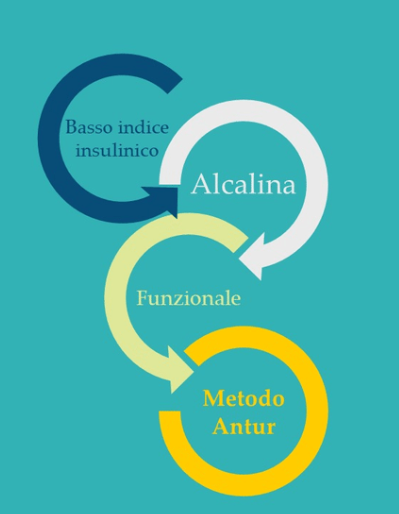 Basso indice
insulinico
Alcalina
Funzionale
Metodo
Antur